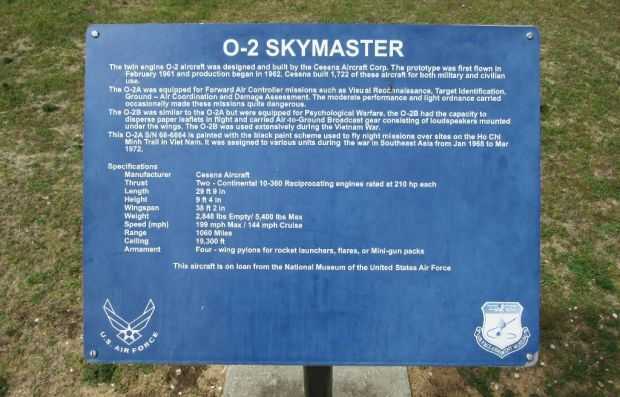 O-2 SKYMASTER
The twin engine O-2 aircraft was designed and built by the Cessna Aircraft Corp. The prototype was first flown in
February 1961 and production began in 1962. Cessna built 1,722 of these aircraft for both military and civilian
use.
The O-2A was equipped for Forward Air Controller missions such as Visual Reconnaissance, Target Identification,
Ground – Air Coordination and Damage Assessment. The moderate performance and light ordnance carried
occasionally made these missions quite dangerous.
The O-2B was similar to the O-2A but were equipped for Psychological Warfare, the O-2B had the capacity to
disperse paper leaflets in flight and carried Air-to-Ground Broadcast gear consisting of loudspeakers mounted
under the wings. The O-2B was used extensively during the Vietnam War.
This O-2A S/N 68-6864 is painted with the black paint scheme used to fly night missions over sites on the Ho Chi
Minh Trail in Viet Nam. It was assigned to various units during the war in Southeast Asia from Jan 1968 to Mar
1972.
Specifications
Manufacturer Cessna Aircraft
Thrust Two - Continental 10-360 Reciprocating engines rated at 210 hp each
Length 29 ft 9 in
Height 9 ft 4 in
Wingspan 38 ft 2 in
Weight 2,848 lbs Empty/ 5,400 lbs Max
Speed (mph) 199 mph Max / 144 mph Cruise
Range 1060 Miles
Ceiling 19,300 ft
Armament Four - wing pylons for rocket launchers, flares, or Mini-gun packs
This aircraft is on loan from the National Museum of the United States Air Force
U.S. AIR FORCE
AIR FORCE ARMAMENT MUSEUM